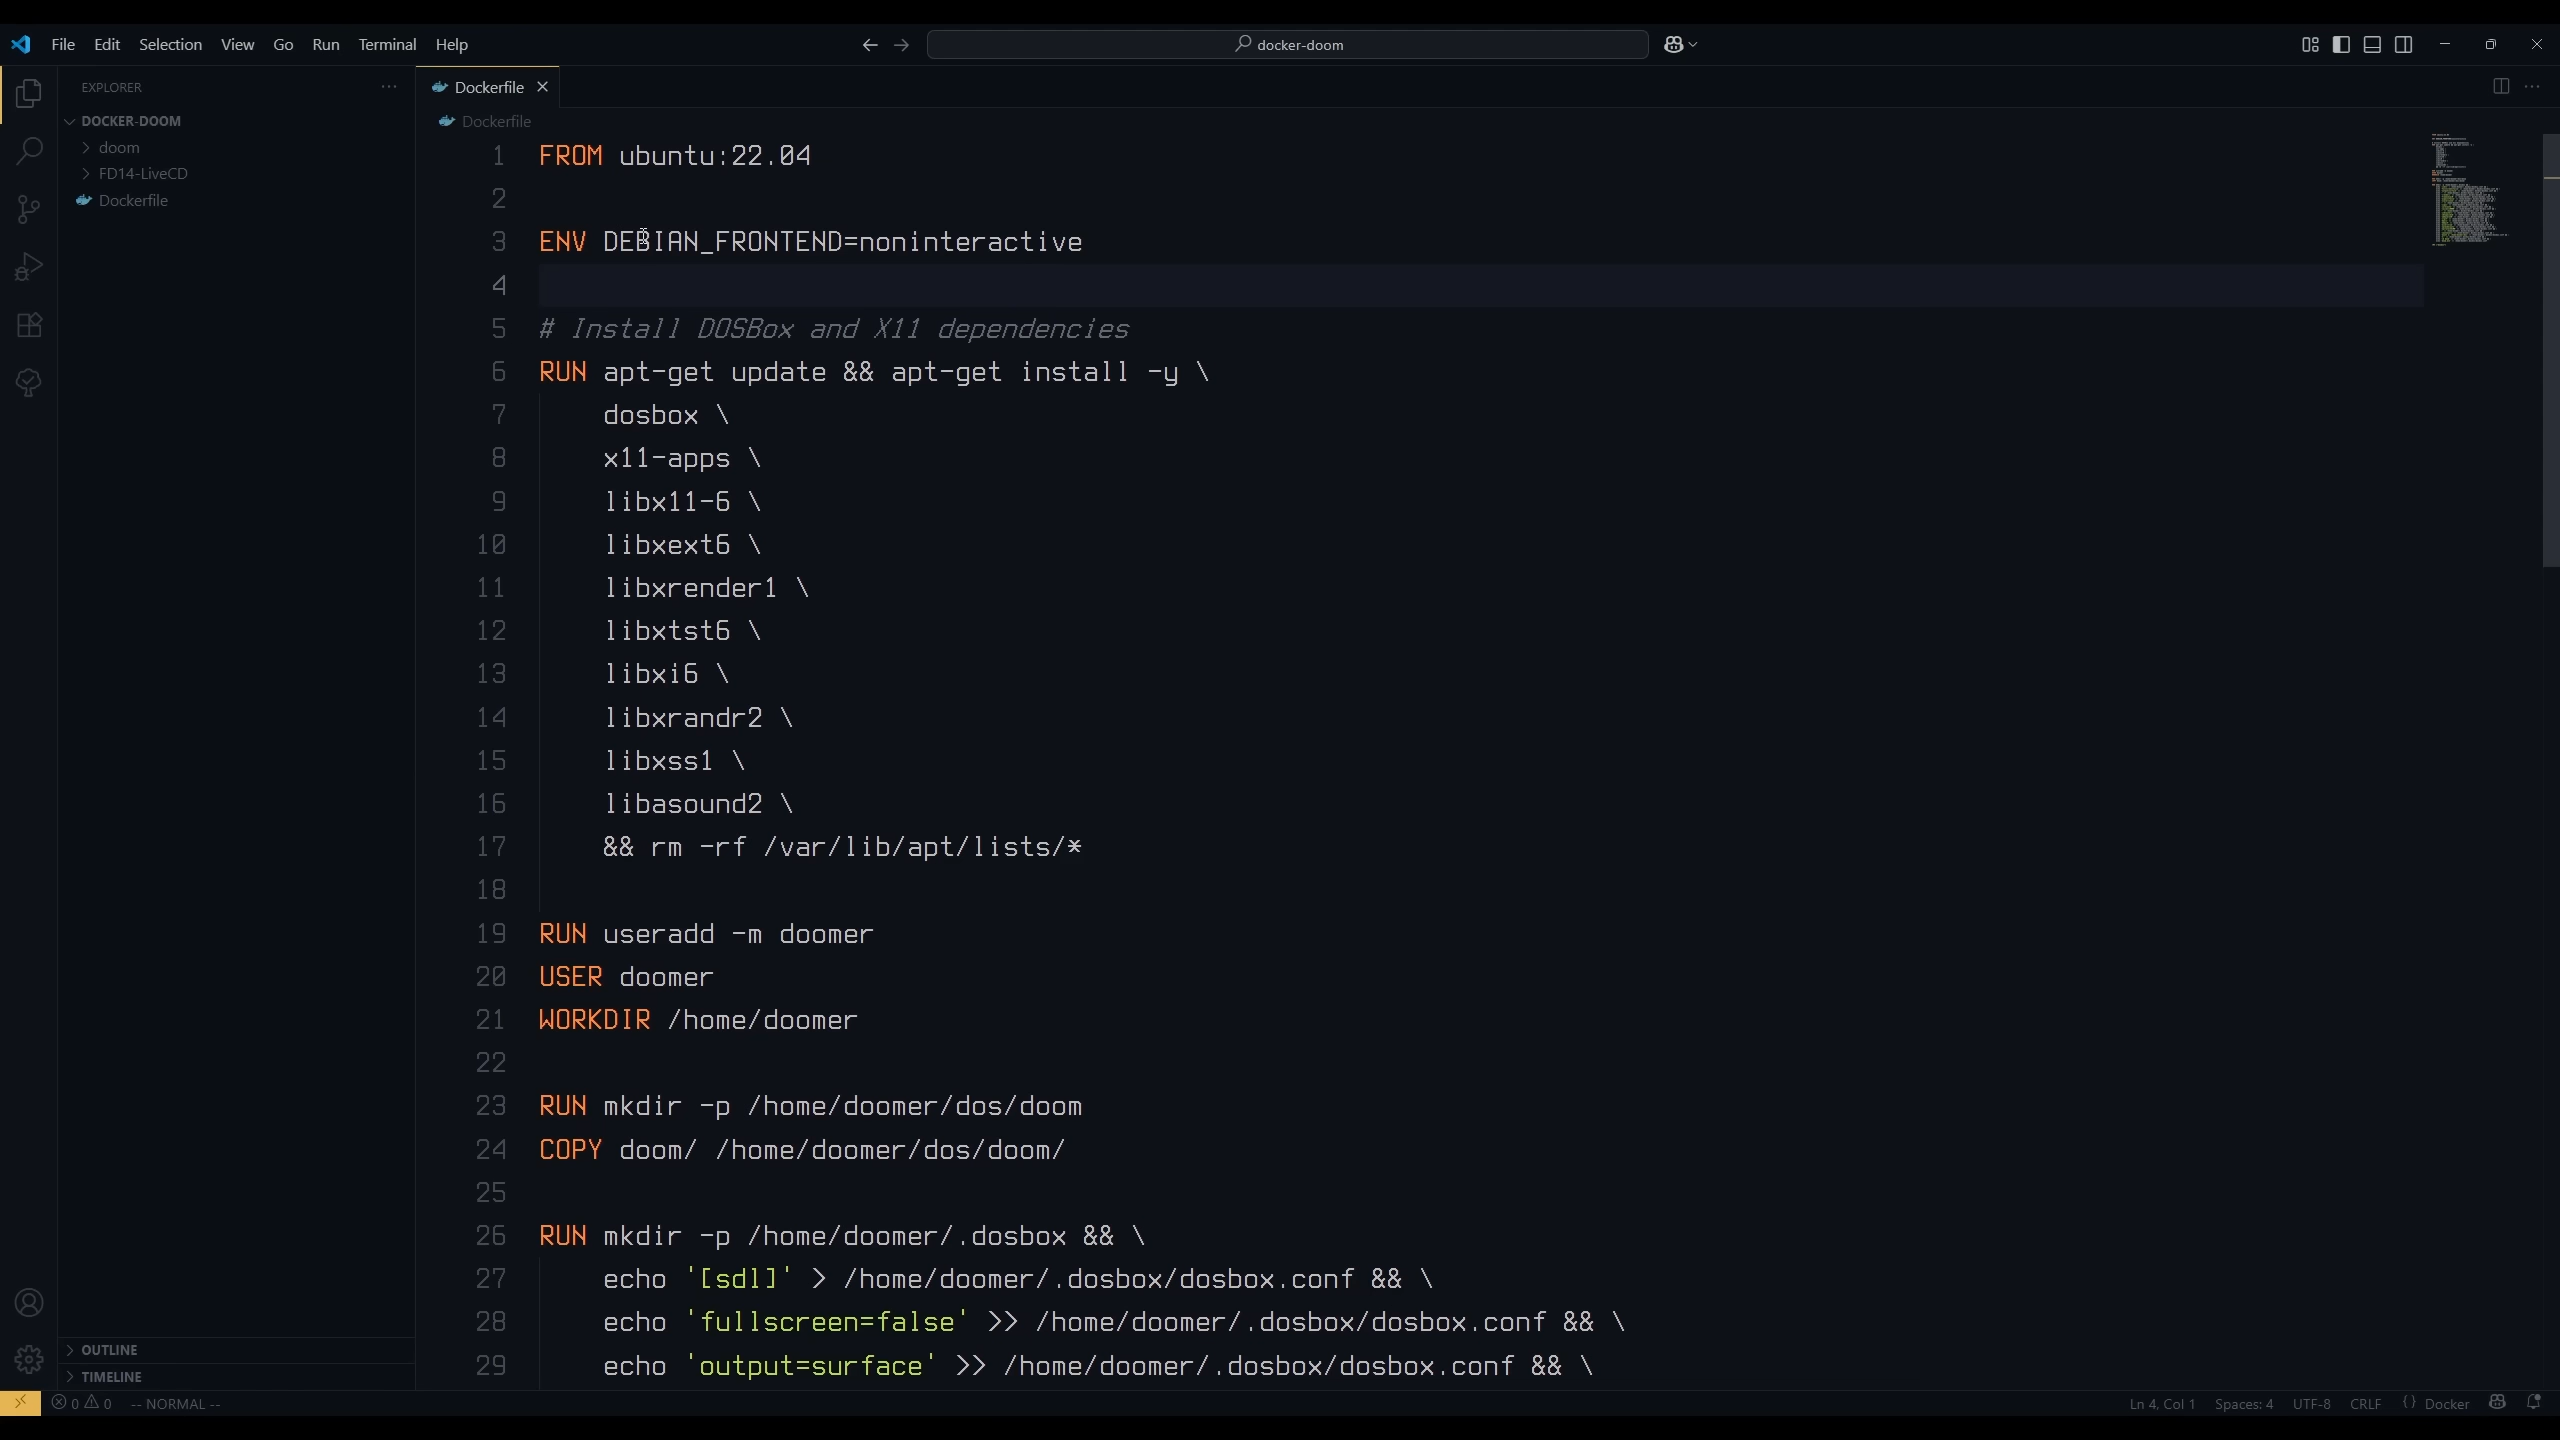 File Edit Selection View Go Run Terminal Help
docker-doom
EXPLORER
DOCKER-DOOM
doom
FD14-LiveCD
Dockerfile
OUTLINE
TIMELINE
Dockerfile
Dockerfile
1 FROM ubuntu:22.04
2
3 ENV DEBIAN_FRONTEND=noninteractive
4
5 # Install DOSBox and X11 dependencies
6 RUN apt-get update && apt-get install -y \
7 dosbox \
8 x11-apps \
9 libx11-6 \
10 libxext6 \
11 libxrender1 \
12 libxtst6 \
13 libxi6 \
14 libxrandr2 \
15 libxss1 \
16 libasound2 \
17 && rm -rf /var/lib/apt/lists/*
18
19 RUN useradd -m doomer
20 USER doomer
21 WORKDIR /home/doomer
22
23 RUN mkdir -p /home/doomer/dos/doom
24 COPY doom/ /home/doomer/dos/doom/
25
26 RUN mkdir -p /home/doomer/.dosbox && \
27 echo '[sdl]' > /home/doomer/.dosbox/dosbox.conf && \
28 echo 'fullscreen=false' >> /home/doomer/.dosbox/dosbox.conf && \
29 echo 'output=surface' >> /home/doomer/.dosbox/dosbox.conf && \
0 0 -- NORMAL --
Ln 4, Col 1 Spaces: 4 UTF-8 CRLF {} Docker